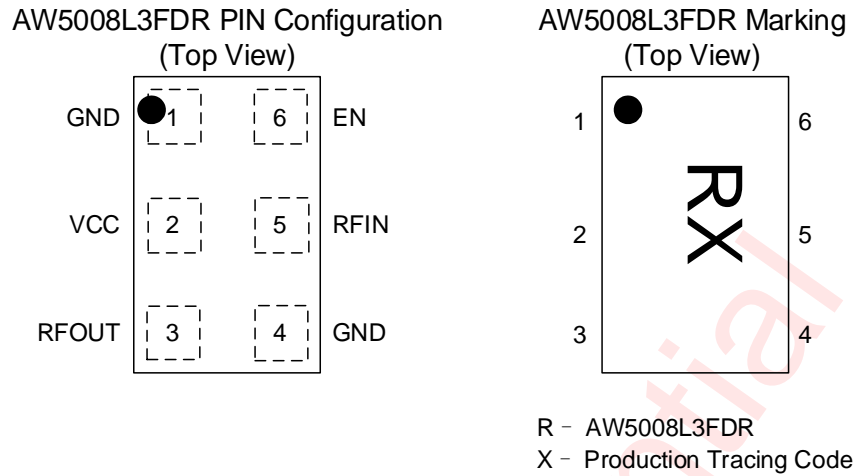 AW5008L3FDR PIN Configuration
(Top View)
GND 1 6 EN
VCC 2 5 RFIN
RFOUT 3 4 GND
AW5008L3FDR Marking
(Top View)
1 6
2 5
3 4
RX
R – AW5008L3FDR
X – Production Tracing Code